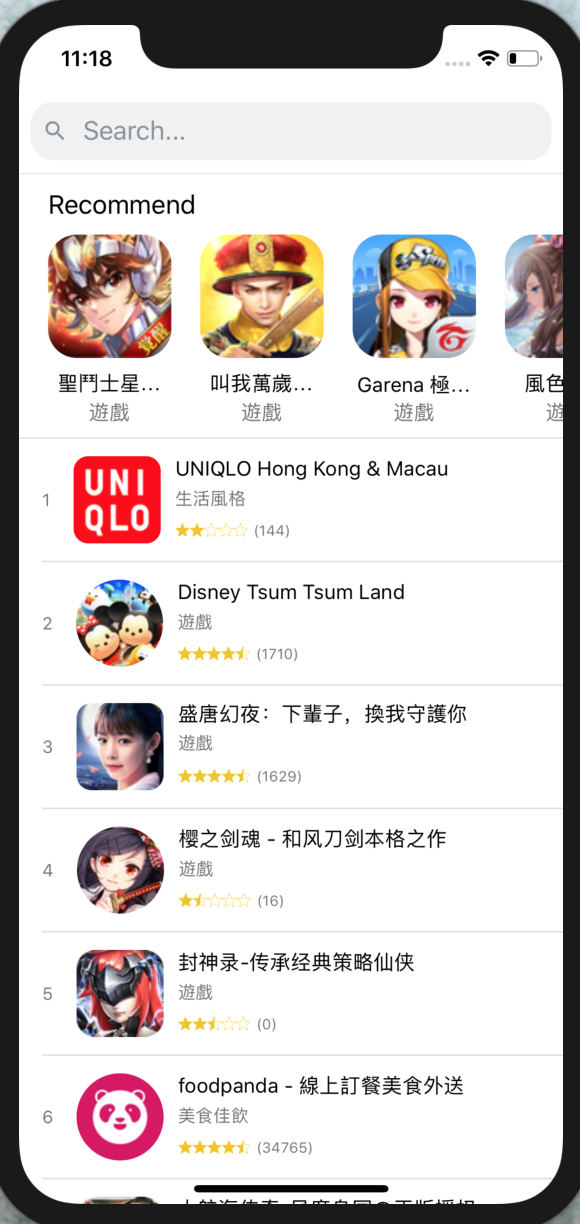 11:18
Search...
Recommend
覚醒
聖鬥士星...
叫我萬歲...
Garena 極...
風色
遊戲
遊戲
遊戲
遊
1
UNI
QLO
UNIQLO Hong Kong & Macau
生活風格
(144)
2
Disney Tsum Tsum Land
遊戲
(1710)
3
盛唐幻夜：下輩子，換我守護你
遊戲
(1629)
4
樱之剑魂 - 和风刀剑本格之作
遊戲
(16)
5
封神录-传承经典策略仙侠
遊戲
(0)
6
foodpanda - 線上訂餐美食外送
美食佳飲
(34765)